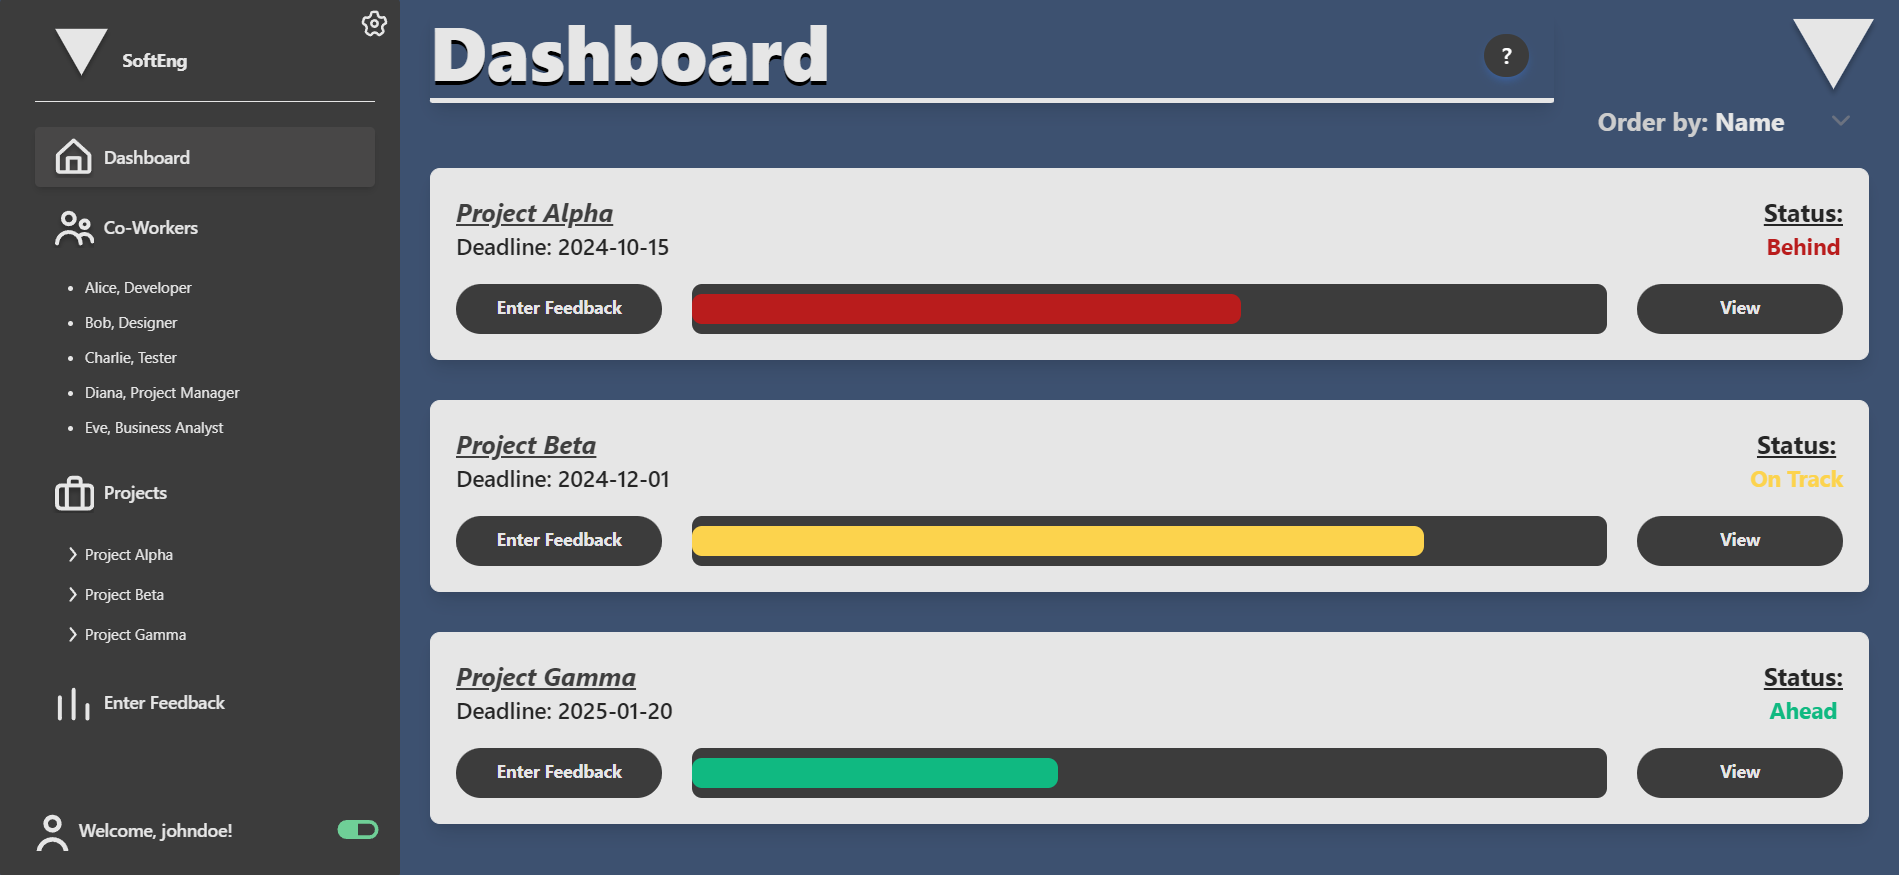 SoftEng
Dashboard
Co-Workers
Alice, Developer
Bob, Designer
Charlie, Tester
Diana, Project Manager
Eve, Business Analyst
Projects
Project Alpha
Project Beta
Project Gamma
Enter Feedback
Welcome, johndoe!
Dashboard
?
Order by: Name
Project Alpha
Status:
Deadline: 2024-10-15
Behind
Enter Feedback
View
Project Beta
Status:
Deadline: 2024-12-01
On Track
Enter Feedback
View
Project Gamma
Status:
Deadline: 2025-01-20
Ahead
Enter Feedback
View